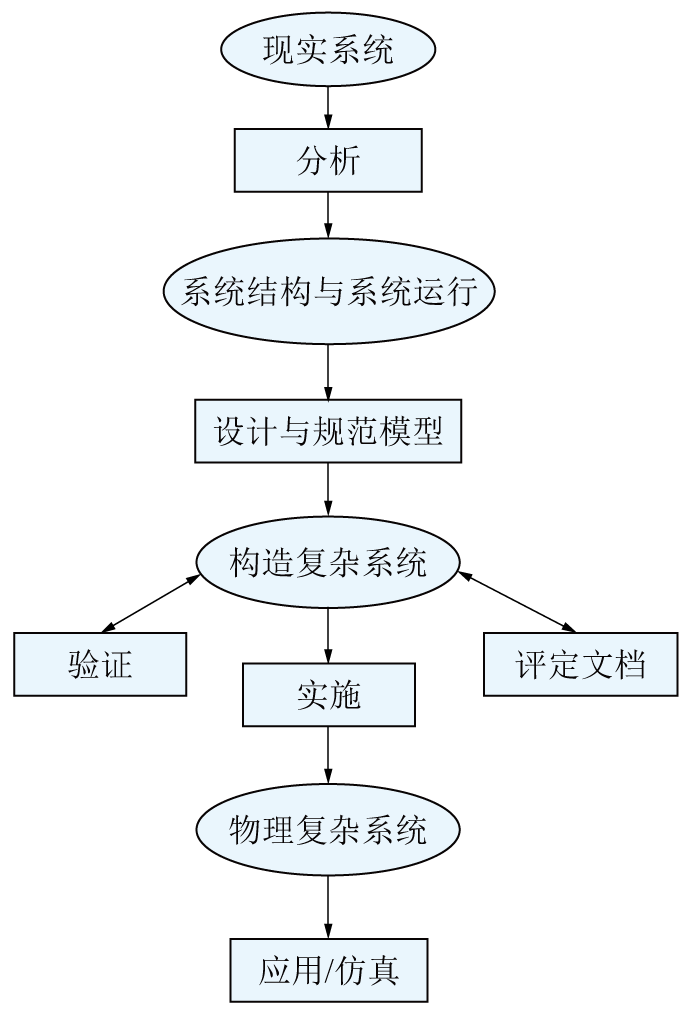 现实系统
分析
系统结构与系统运行
设计与规范模型
构造复杂系统
验证
实施
评定文档
物理复杂系统
应用/仿真